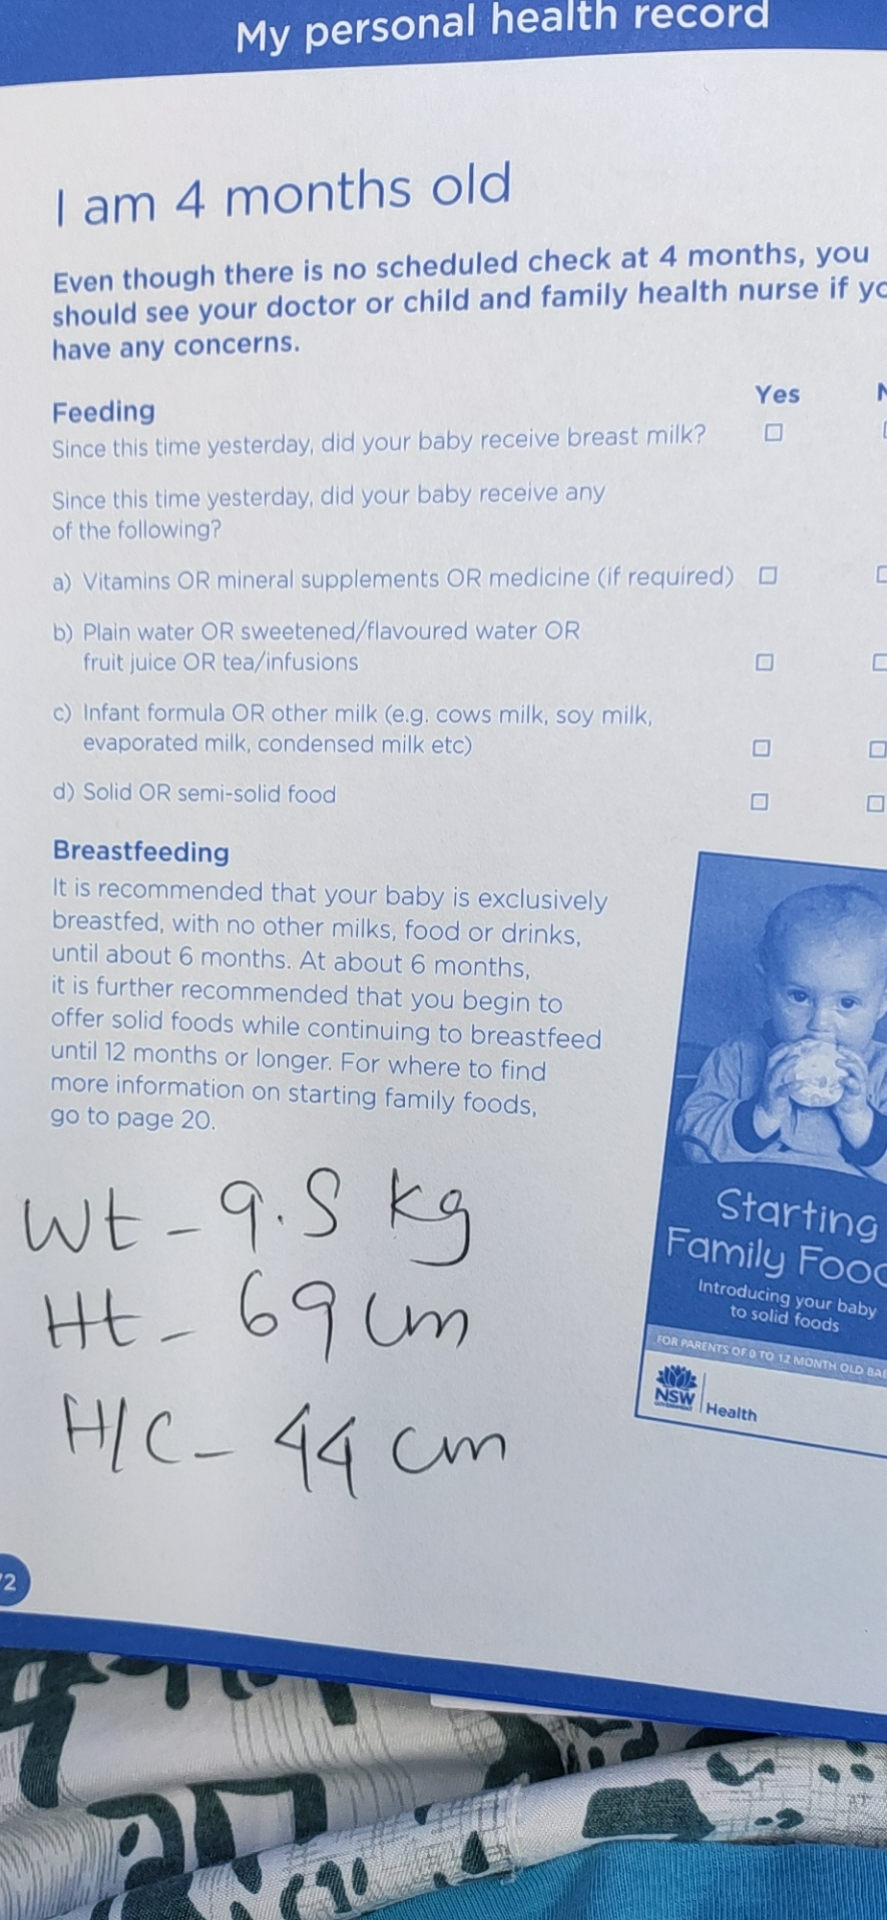 My personal health record
I am 4 months old
Even though there is no scheduled check at 4 months, you
should see your doctor or child and family health nurse if yo
have any concerns.
Yes
Feeding
Since this time yesterday, did your baby receive breast milk?
Since this time yesterday, did your baby receive any
of the following?
a) Vitamins OR mineral supplements OR medicine (if required)
b) Plain water OR sweetened/flavoured water OR
fruit juice OR tea/infusions
c) Infant formula OR other milk (e.g. cows milk, soy milk,
evaporated milk, condensed milk etc)
d) Solid OR semi-solid food
Breastfeeding
It is recommended that your baby is exclusively
breastfed, with no other milks, food or drinks,
until about 6 months. At about 6 months,
it is further recommended that you begin to
offer solid foods while continuing to breastfeed
until 12 months or longer. For where to find
more information on starting family foods,
go to page 20.
Wt - 9.5 kg
Ht - 69 cm
H/C - 44 cm
Starting
Family Foo
Introducing your baby
to solid foods
FOR PARENTS OF 0 TO 12 MONTH OLD BA
NSW
GOVERNMENT
Health